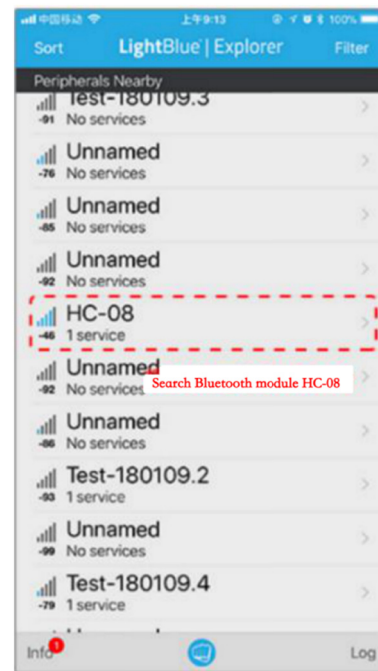 中国移动 上午9:13 100%
Sort LightBlue | Explorer Filter
Peripherals Nearby
Test-180109.3
-91 No services
Unnamed
-76 No services
Unnamed
-85 No services
Unnamed
-92 No services
HC-08
-46 1 service
Unnamed
-92 No services
Search Bluetooth module HC-08
Unnamed
-86 No services
Test-180109.2
-93 1 service
Unnamed
-99 No services
Test-180109.4
-79 1 service
Info 1 Log